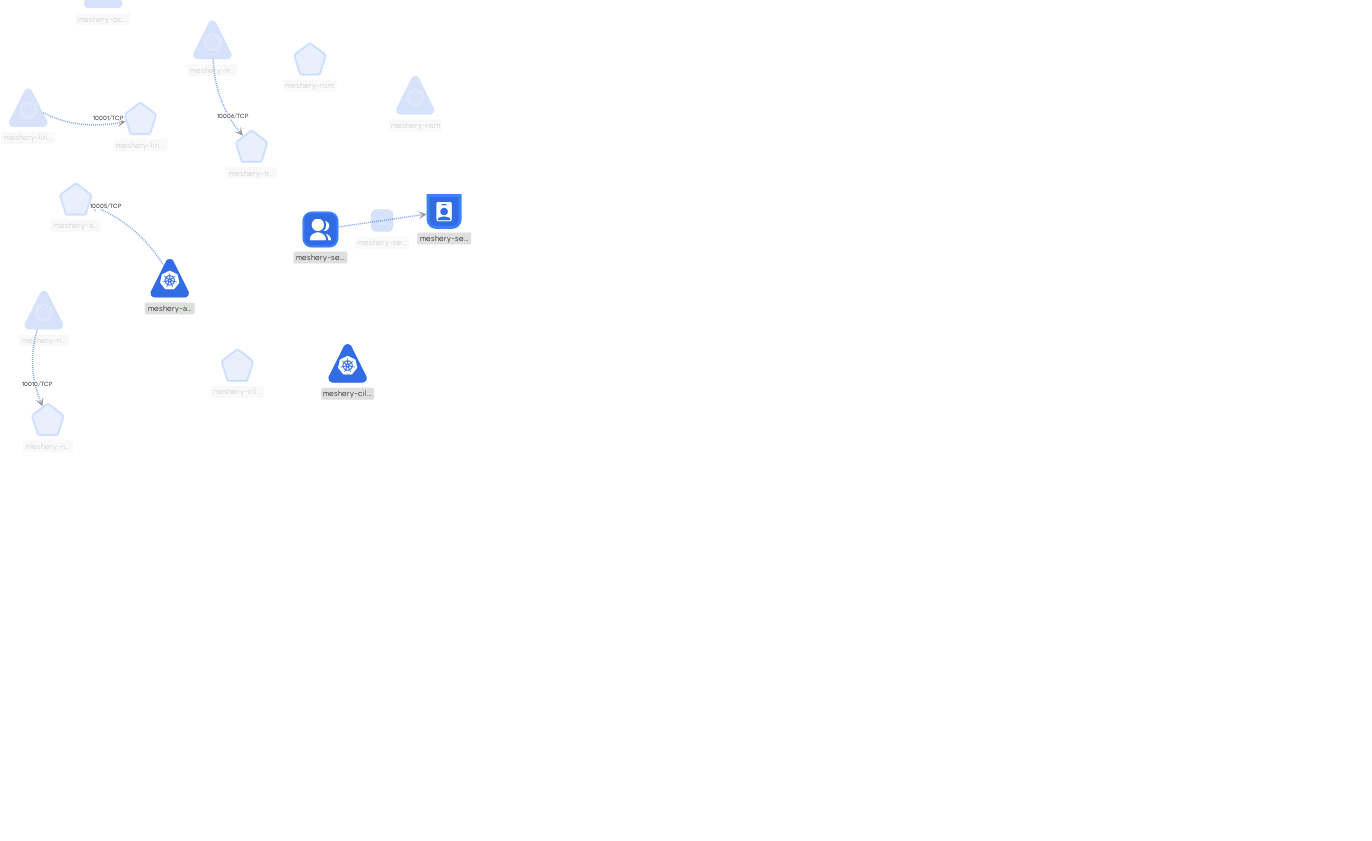 meshery-oc...
meshery-tr...
meshery-nsm
10001/TCP
10006/TCP
meshery-nsm
meshery-lin...
meshery-lin...
meshery-tr...
10005/TCP
meshery-a...
meshery-se...
meshery-se...
meshery-se...
meshery-a...
meshery-n...
10010/TCP
meshery-cil...
meshery-cil...
meshery-n...